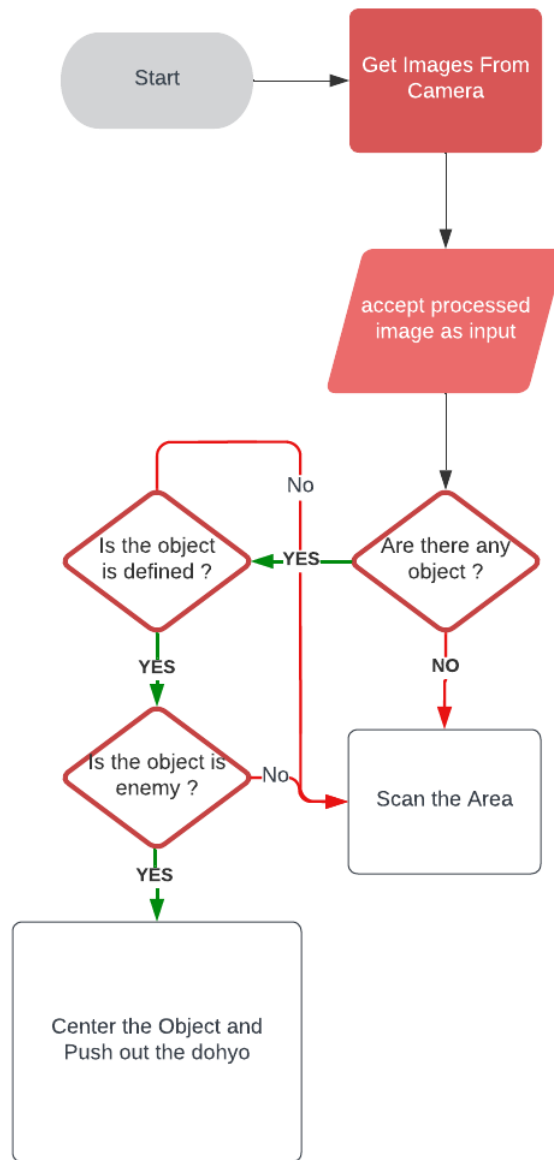 Start
Get Images From
Camera
accept processed
image as input
No
Is the object
is defined ?
YES
Are there any
object ?
YES
NO
Is the object is
enemy ?
No
Scan the Area
YES
Center the Object and
Push out the dohyo